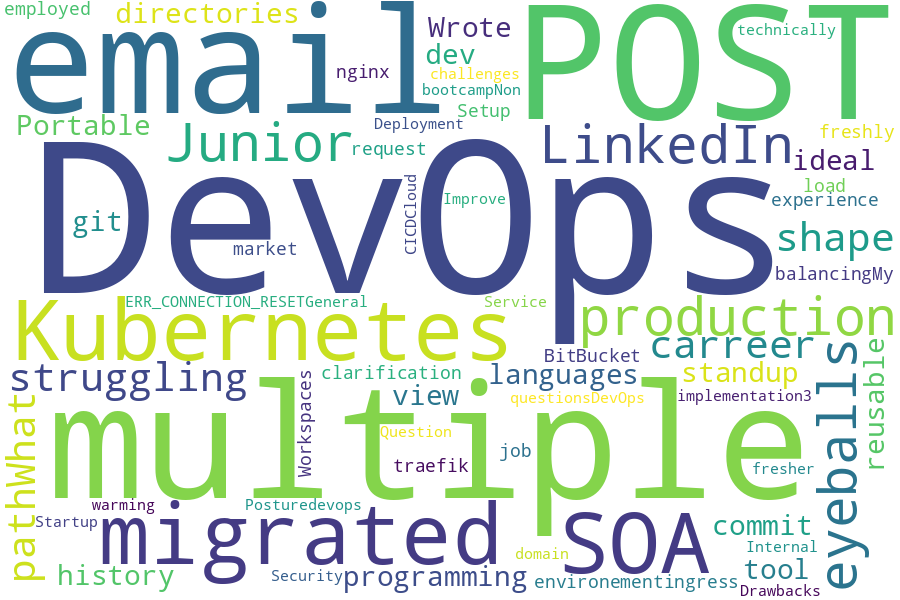 employed
directories
email
nginx
Wrote
dev
challenges
bootcampNon
Setup
POST
technically
Portable
Junior
Deployment
request
LinkedIn
freshly
ideal
load
experience
DevOps
git
market
CICDCloud
Improve
shape
balancingMy
ERR_CONNECTION_RESETGeneral
Service
Kubernetes
production
BitBucket
carreer
struggling
Workspaces
clarification
view
languages
questionsDevOps
standup
implementation3
eyeballs
reusable
pathWhat
multiple
Question
traefik
job
fresher
warming
Startup
migrated
Posturedevops
SOA
commit
domain
Internal
tool
history
Security
programming
environementingress
Drawbacks